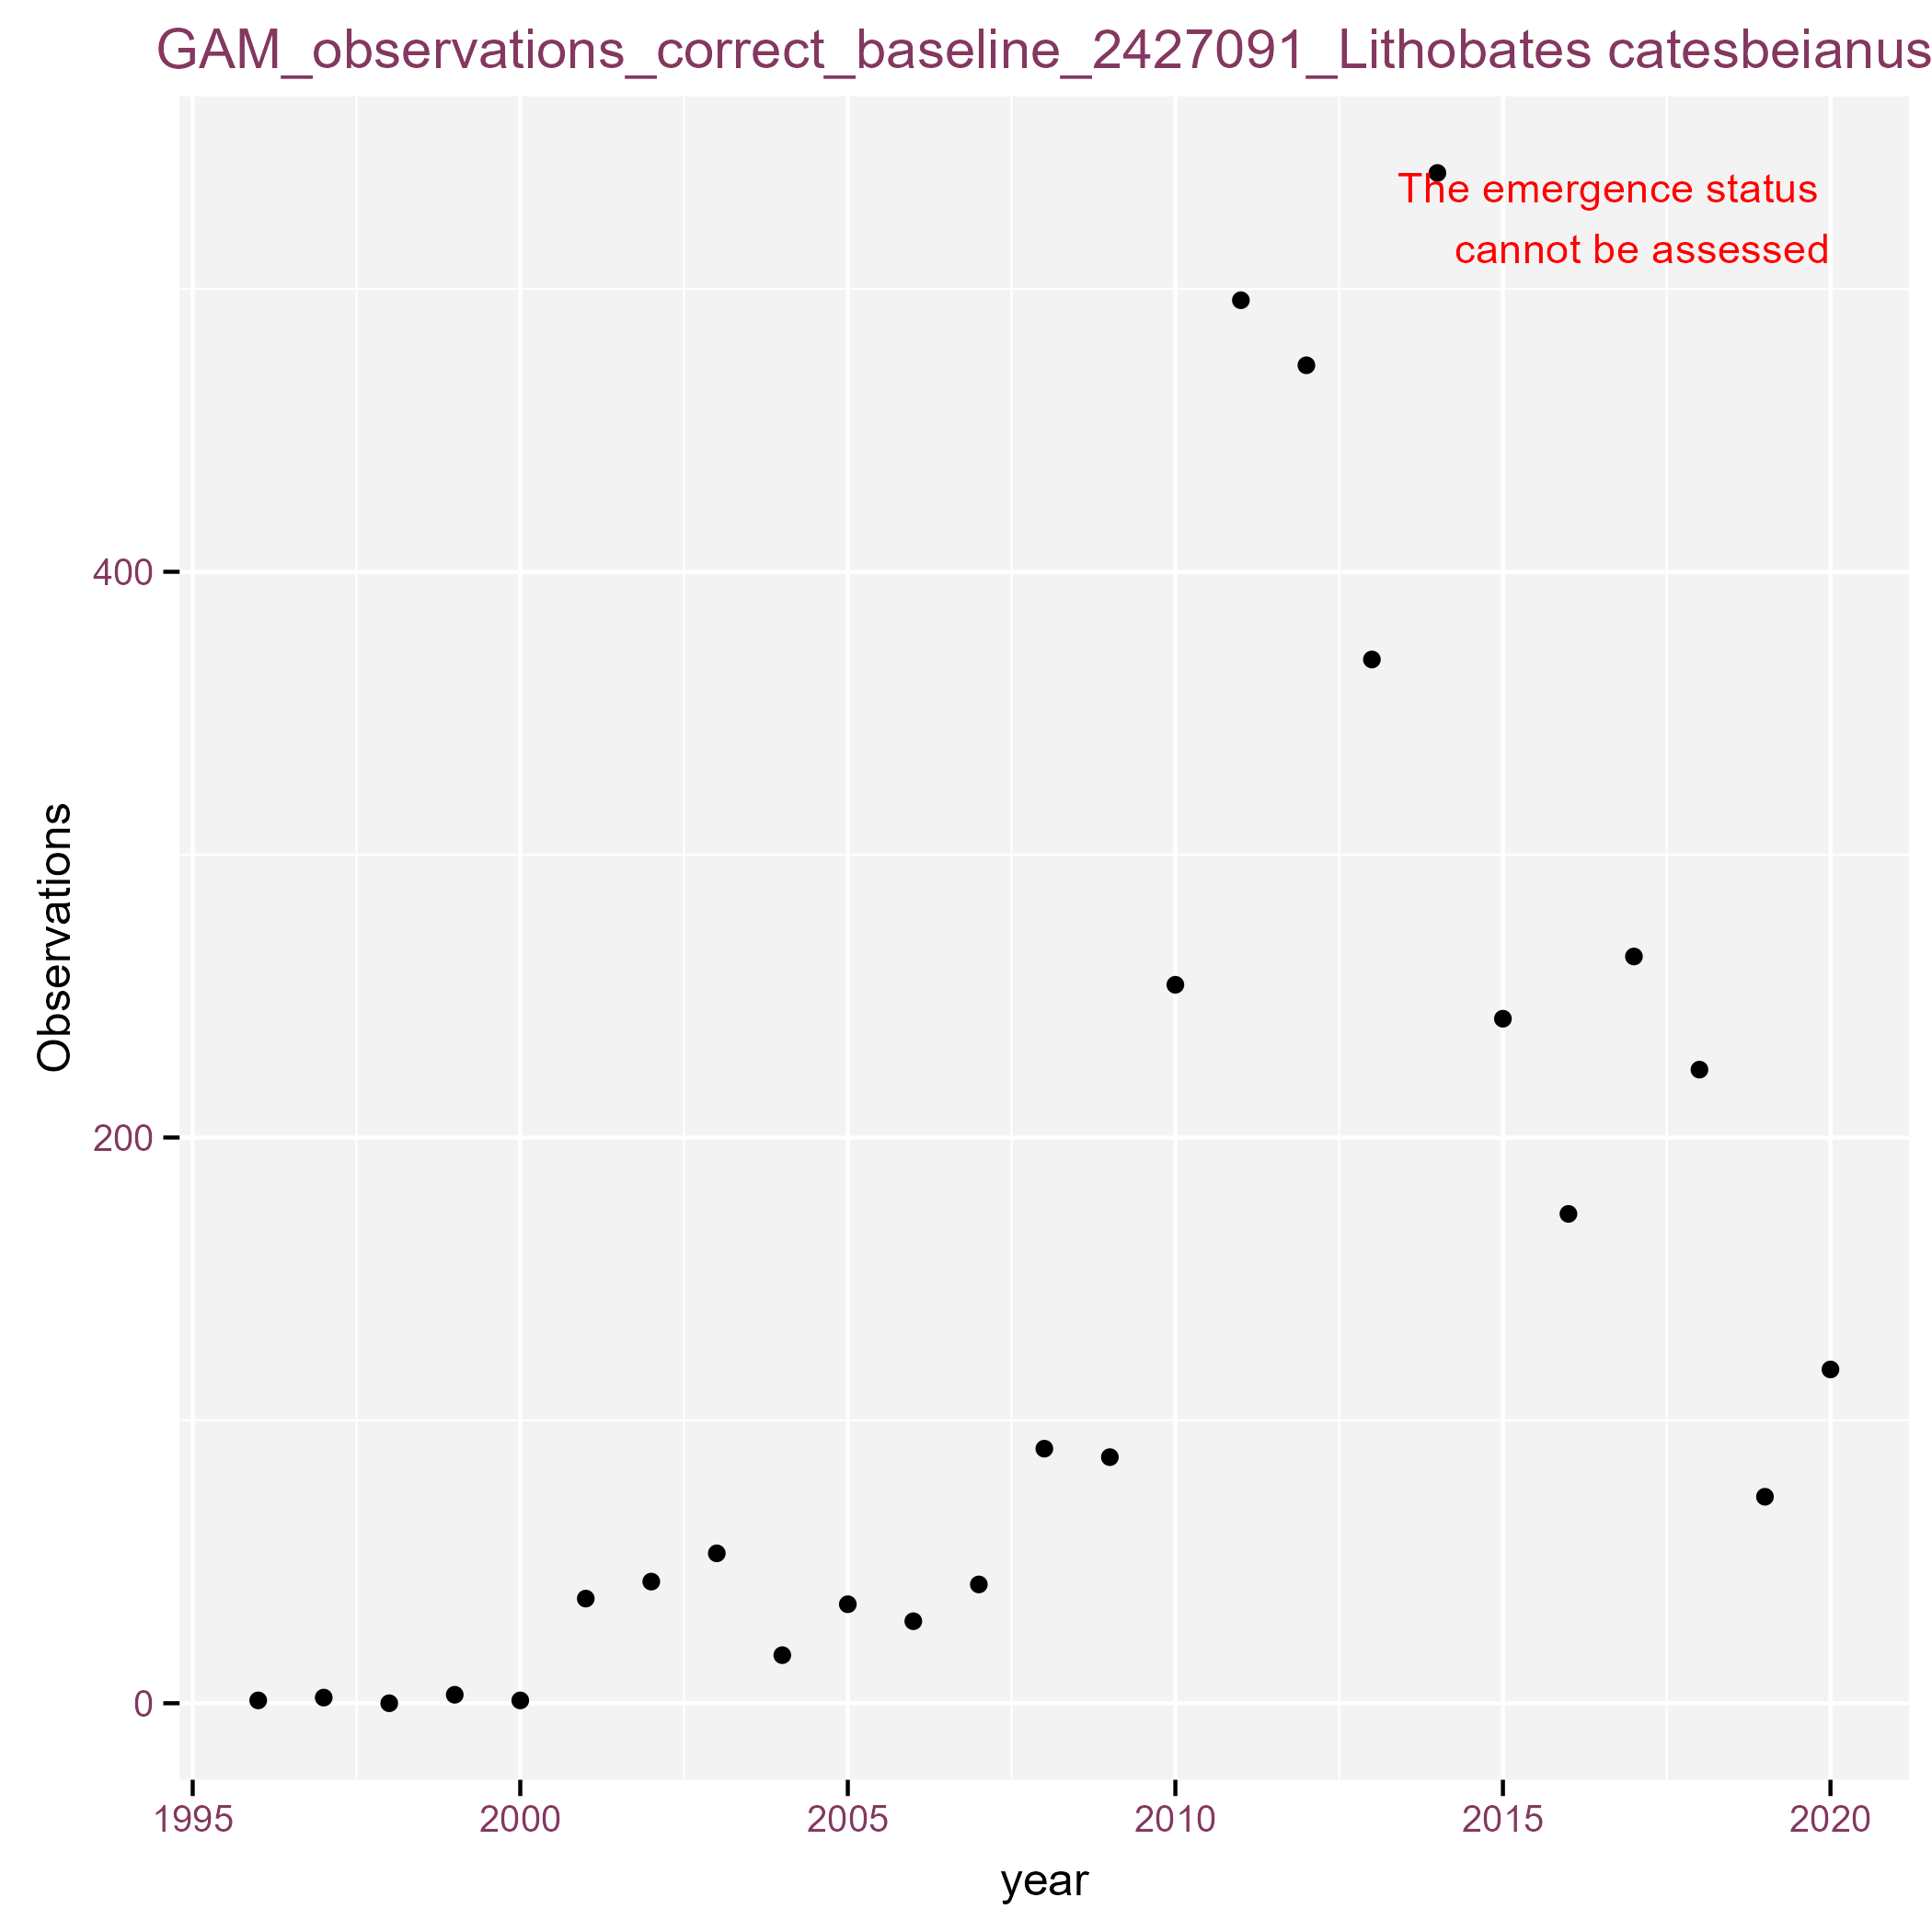 GAM_observations_correct_baseline_2427091_Lithobates catesbeianus
The emergence status
cannot be assessed
400
200
0
Observations
1995 2000 2005 2010 2015 2020
year